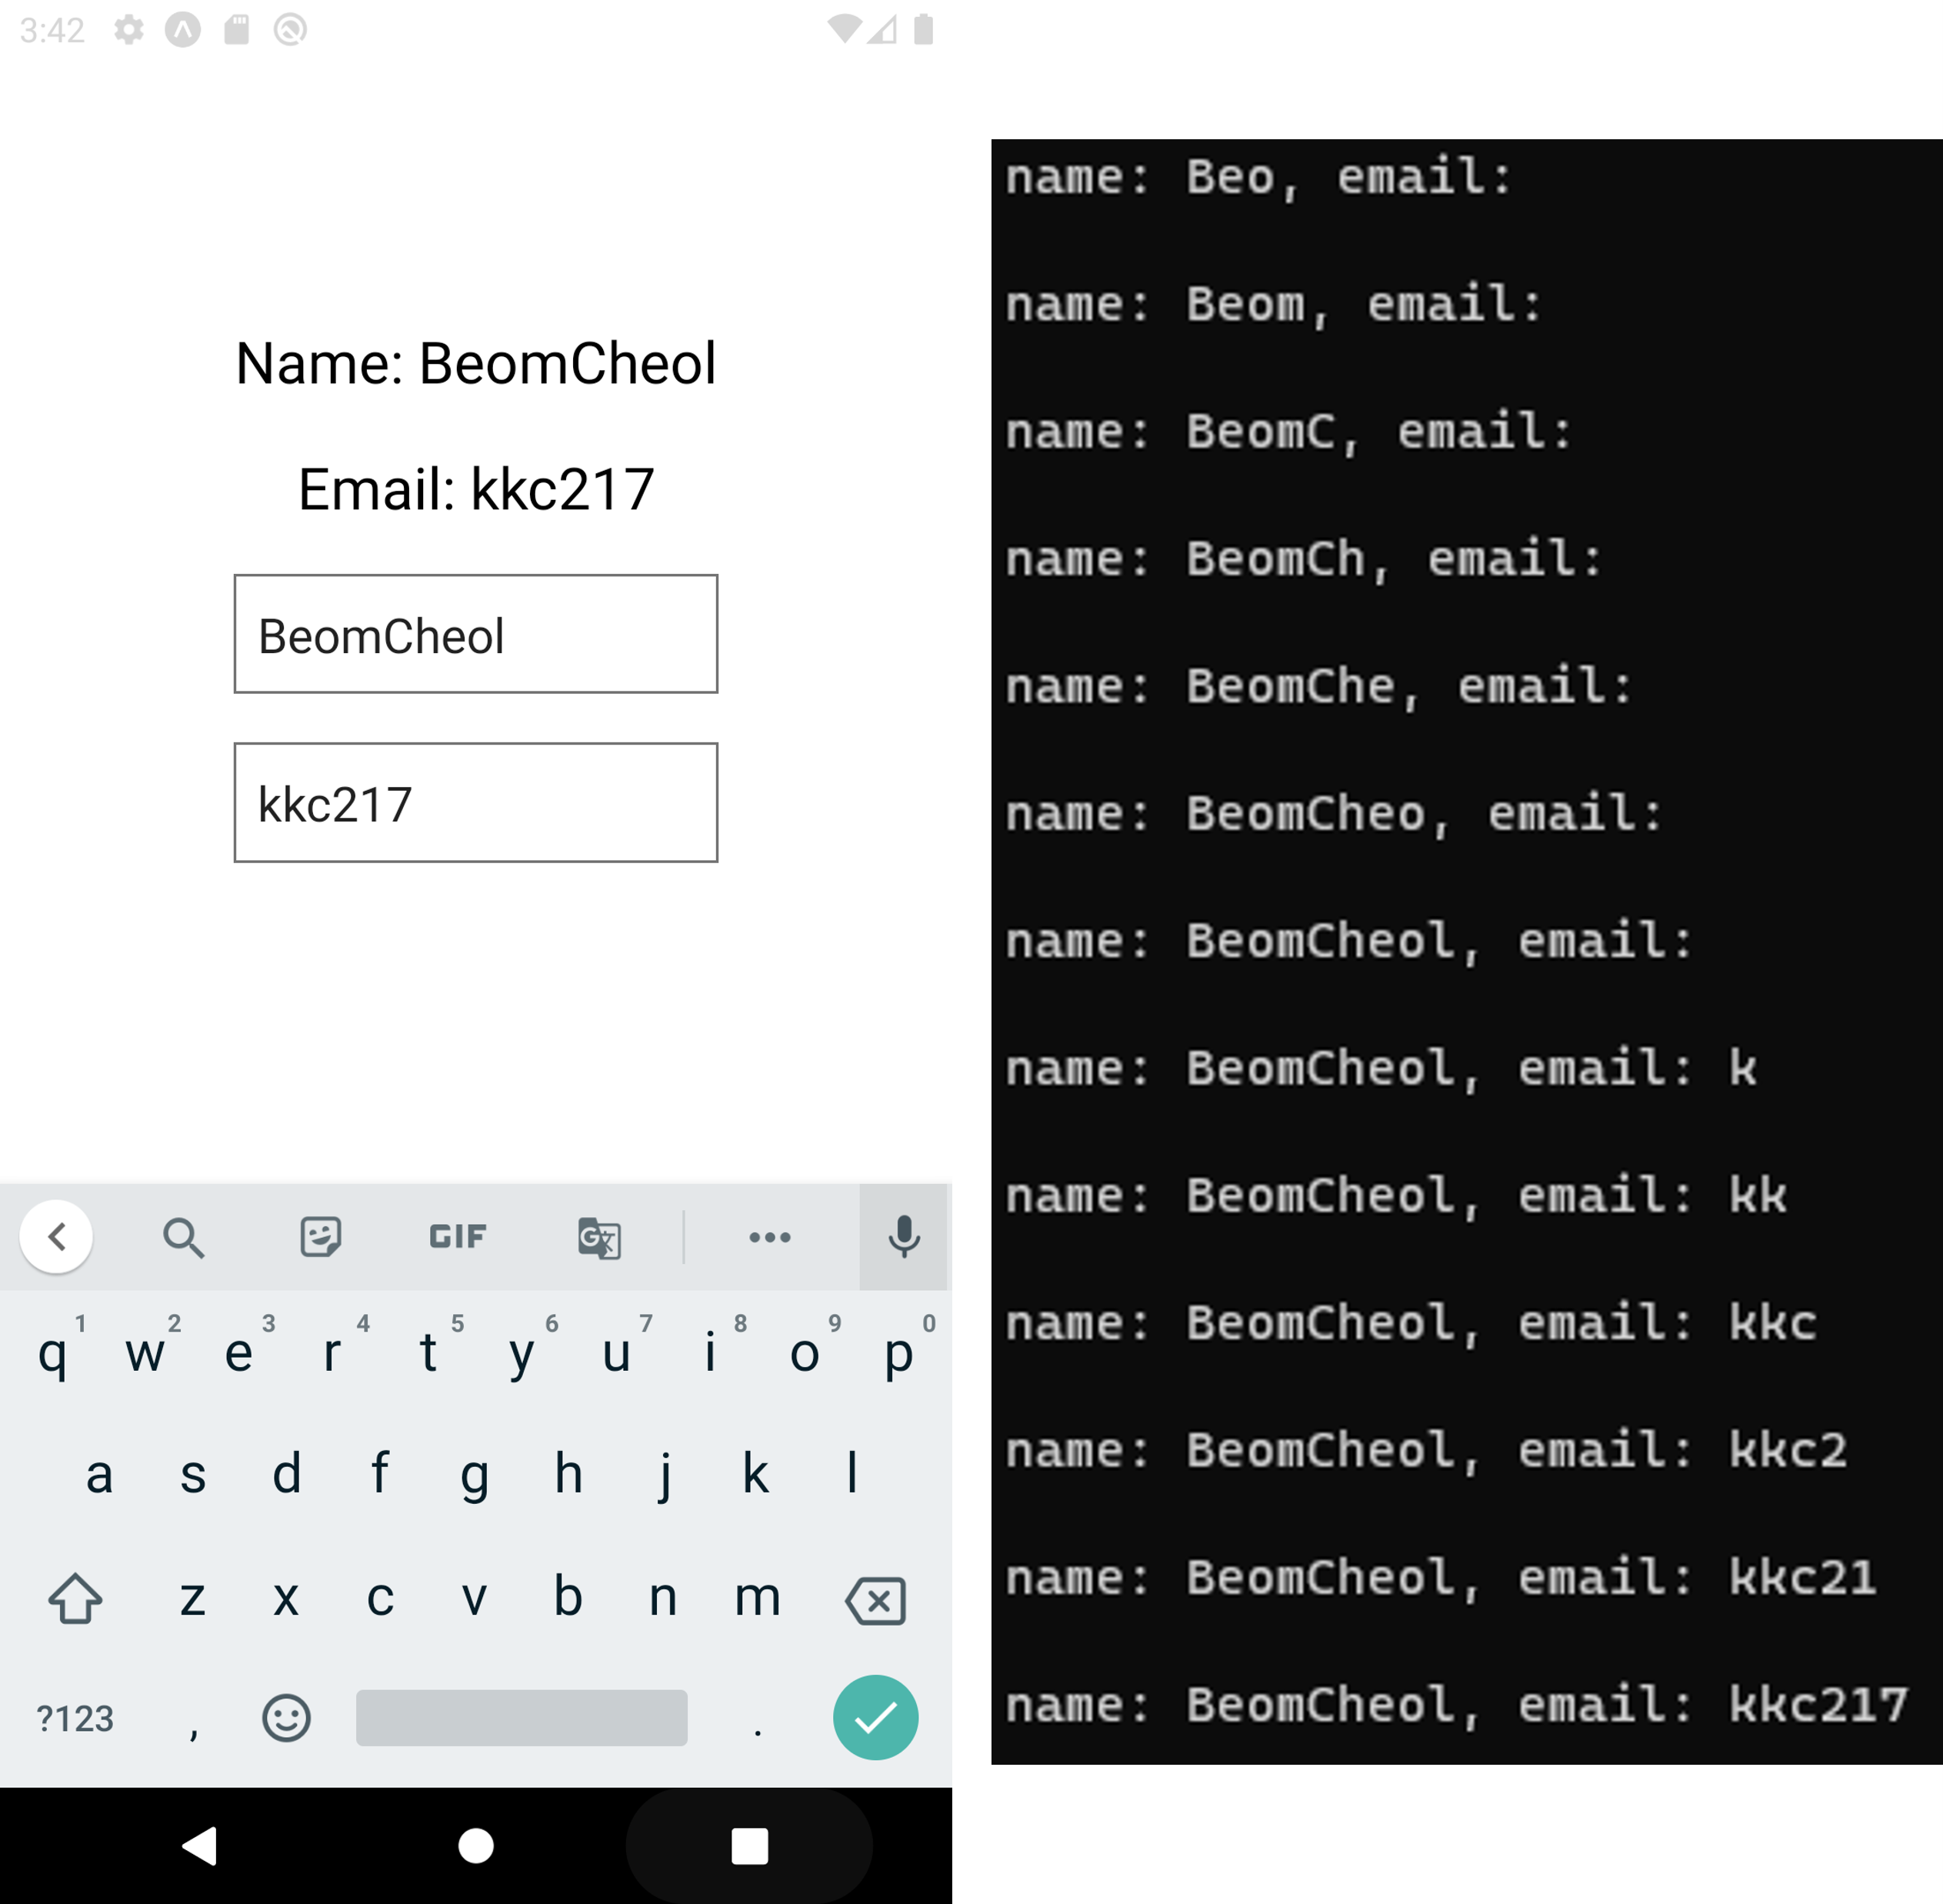 3:42
Name: BeomCheol
Email: kkc217
BeomCheol
kkc217
GIF
G
1 2 3 4 5 6 7 8 9 0
q w e r t y u i o p
a s d f g h j k l
z x c v b n m
?123 , .
name: Beo, email:
name: Beom, email:
name: BeomC, email:
name: BeomCh, email:
name: BeomChe, email:
name: BeomCheo, email:
name: BeomCheol, email:
name: BeomCheol, email: k
name: BeomCheol, email: kk
name: BeomCheol, email: kkc
name: BeomCheol, email: kkc2
name: BeomCheol, email: kkc21
name: BeomCheol, email: kkc217